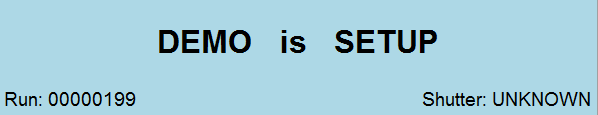 DEMO is SETUP
Run: 00000199 Shutter: UNKNOWN